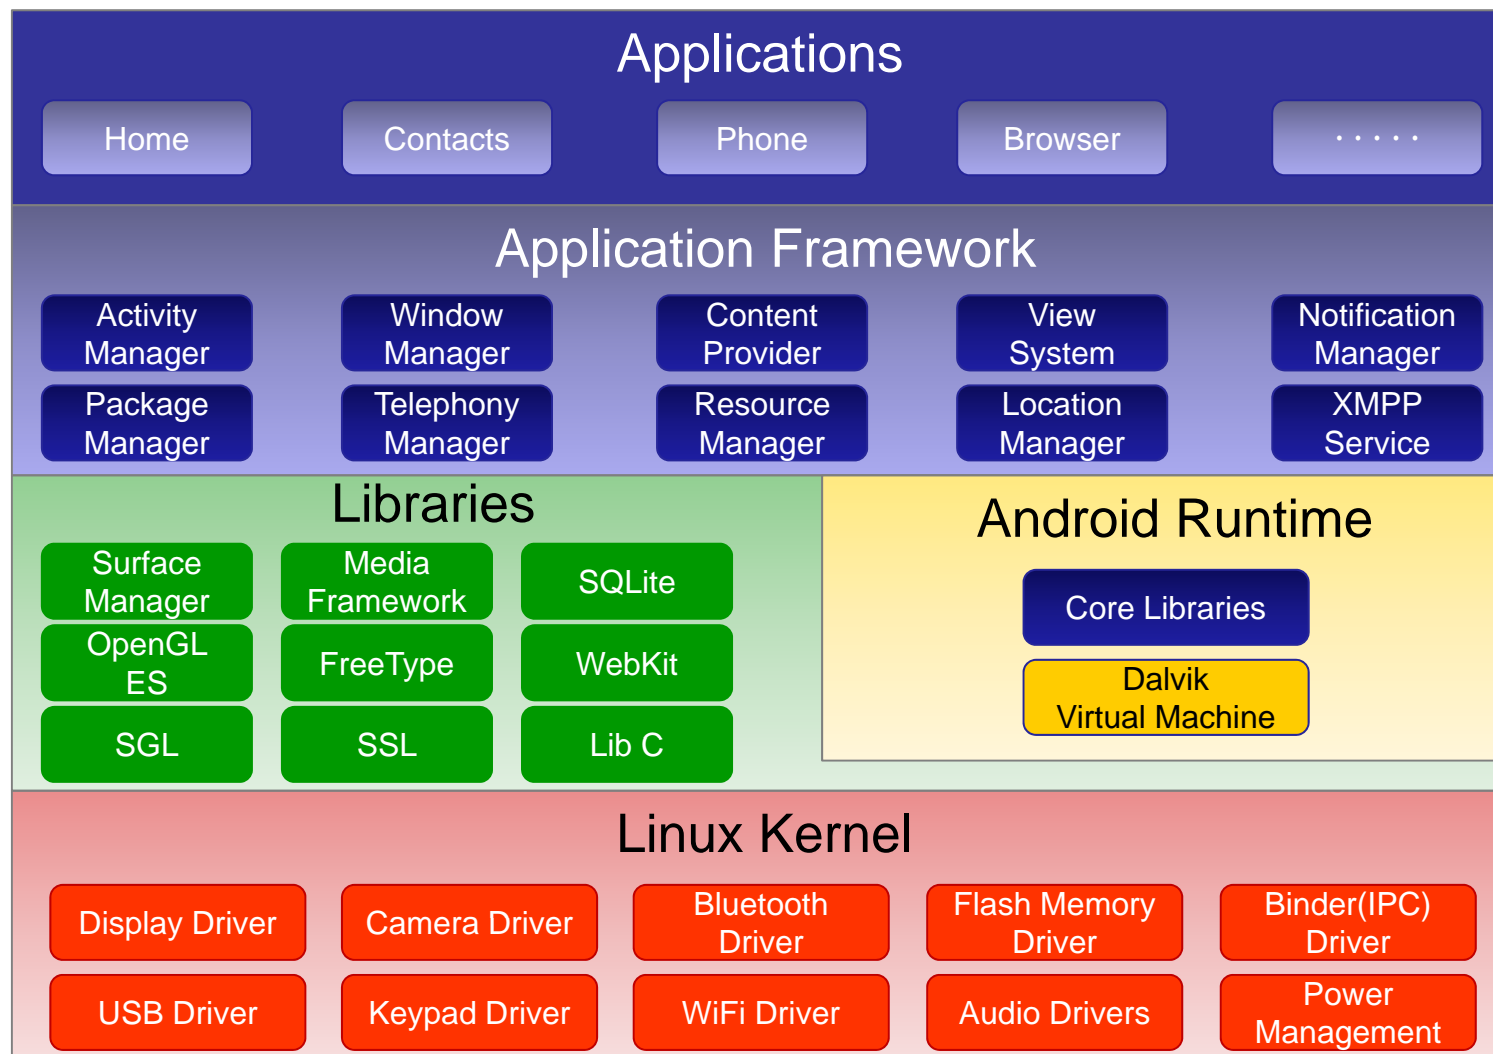 Applications
Home
Contacts
Phone
Browser
· · · · ·
Application Framework
Activity
Manager
Window
Manager
Content
Provider
View
System
Notification
Manager
Package
Manager
Telephony
Manager
Resource
Manager
Location
Manager
XMPP
Service
Libraries
Surface
Manager
Media
Framework
SQLite
OpenGL
ES
FreeType
WebKit
SGL
SSL
Lib C
Android Runtime
Core Libraries
Dalvik
Virtual Machine
Linux Kernel
Display Driver
Camera Driver
Bluetooth
Driver
Flash Memory
Driver
Binder(IPC)
Driver
USB Driver
Keypad Driver
WiFi Driver
Audio Drivers
Power
Management